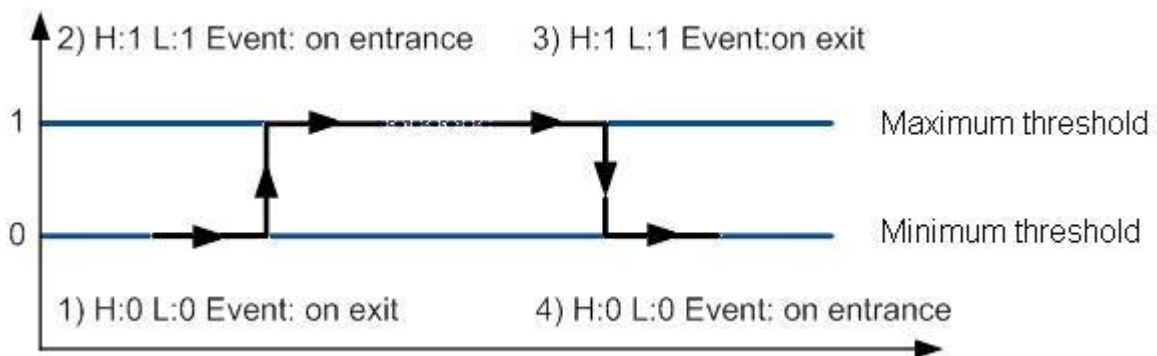 2) H:1 L:1 Event: on entrance
3) H:1 L:1 Event:on exit
1
Maximum threshold
0
Minimum threshold
1) H:0 L:0 Event: on exit
4) H:0 L:0 Event: on entrance